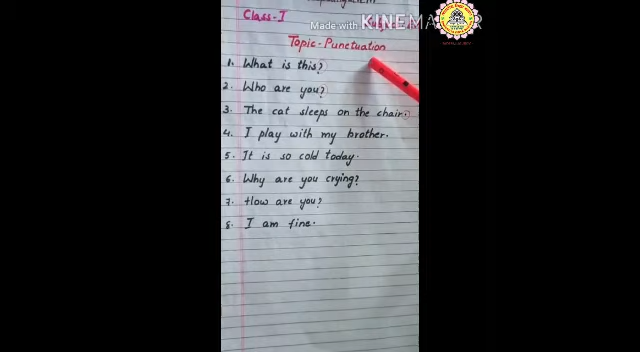 Class-I
Made with KINEMASTER
Topic-Punctuation
1. What is this?
2. Who are you?
3. The cat sleeps on the chair.
4. I play with my brother.
5. It is so cold today.
6. Why are you crying?
7. How are you?
8. I am fine.